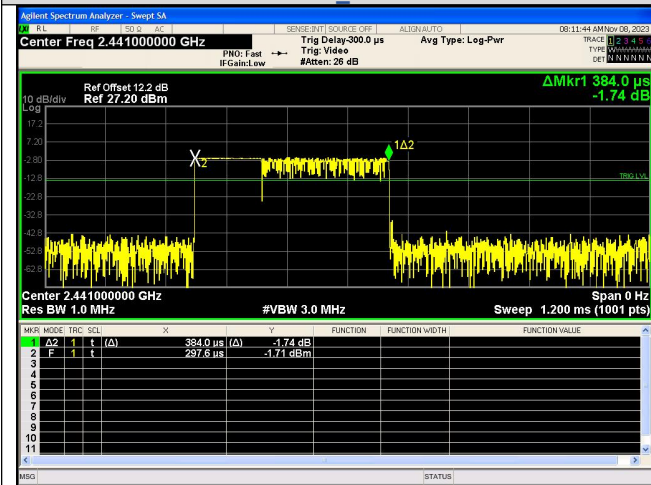 Agilent Spectrum Analyzer - Swept SA
RL RF 50 Ω AC SENSE:INT SOURCE OFF ALIGN AUTO 08:11:44 AM Nov 08, 2023
Center Freq 2.441000000 GHz
PNO: Fast
IFGain:Low
Trig Delay-300.0 µs
Trig: Video
#Atten: 26 dB
Avg Type: Log-Pwr
TRACE 1 2 3 4 5
TYPE
DET N N N N N
ΔMkr1 384.0 µs
-1.74 dB
Ref Offset 12.2 dB
10 dB/div Ref 27.20 dBm
Log
17.2
7.20
-2.80
-12.8
-22.8
-32.8
-42.8
-52.8
-62.8
2
1Δ2
TRIG LVL
Center 2.441000000 GHz Span 0 Hz
Res BW 1.0 MHz #VBW 3.0 MHz Sweep 1.200 ms (1001 pts)
MKR MODE TRC SCL X Y FUNCTION FUNCTION WIDTH FUNCTION VALUE
1 Δ2 1 t (Δ) 384.0 µs (Δ) -1.74 dB
2 F 1 t 297.6 µs -1.71 dBm
3
4
5
6
7
8
9
10
11
MSG STATUS